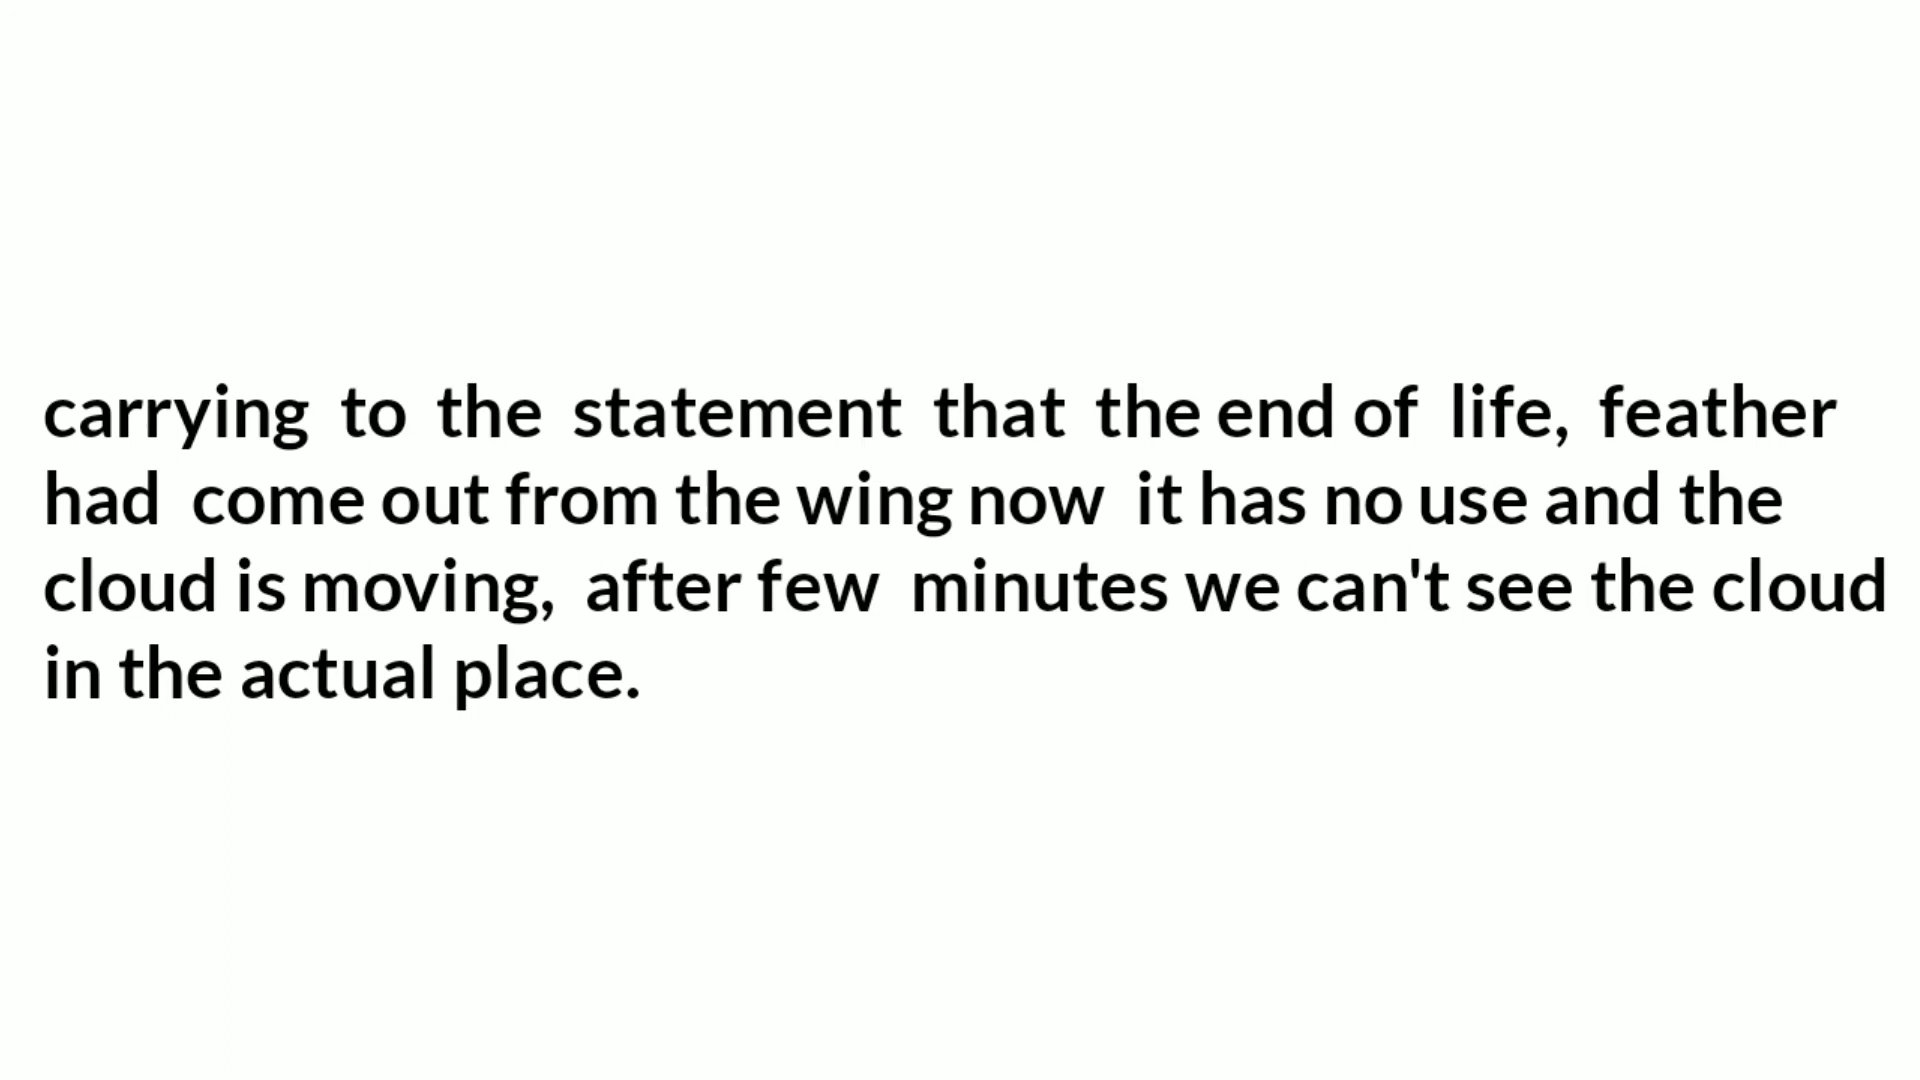 carrying to the statement that the end of life, feather
had come out from the wing now it has no use and the
cloud is moving, after few minutes we can't see the cloud
in the actual place.